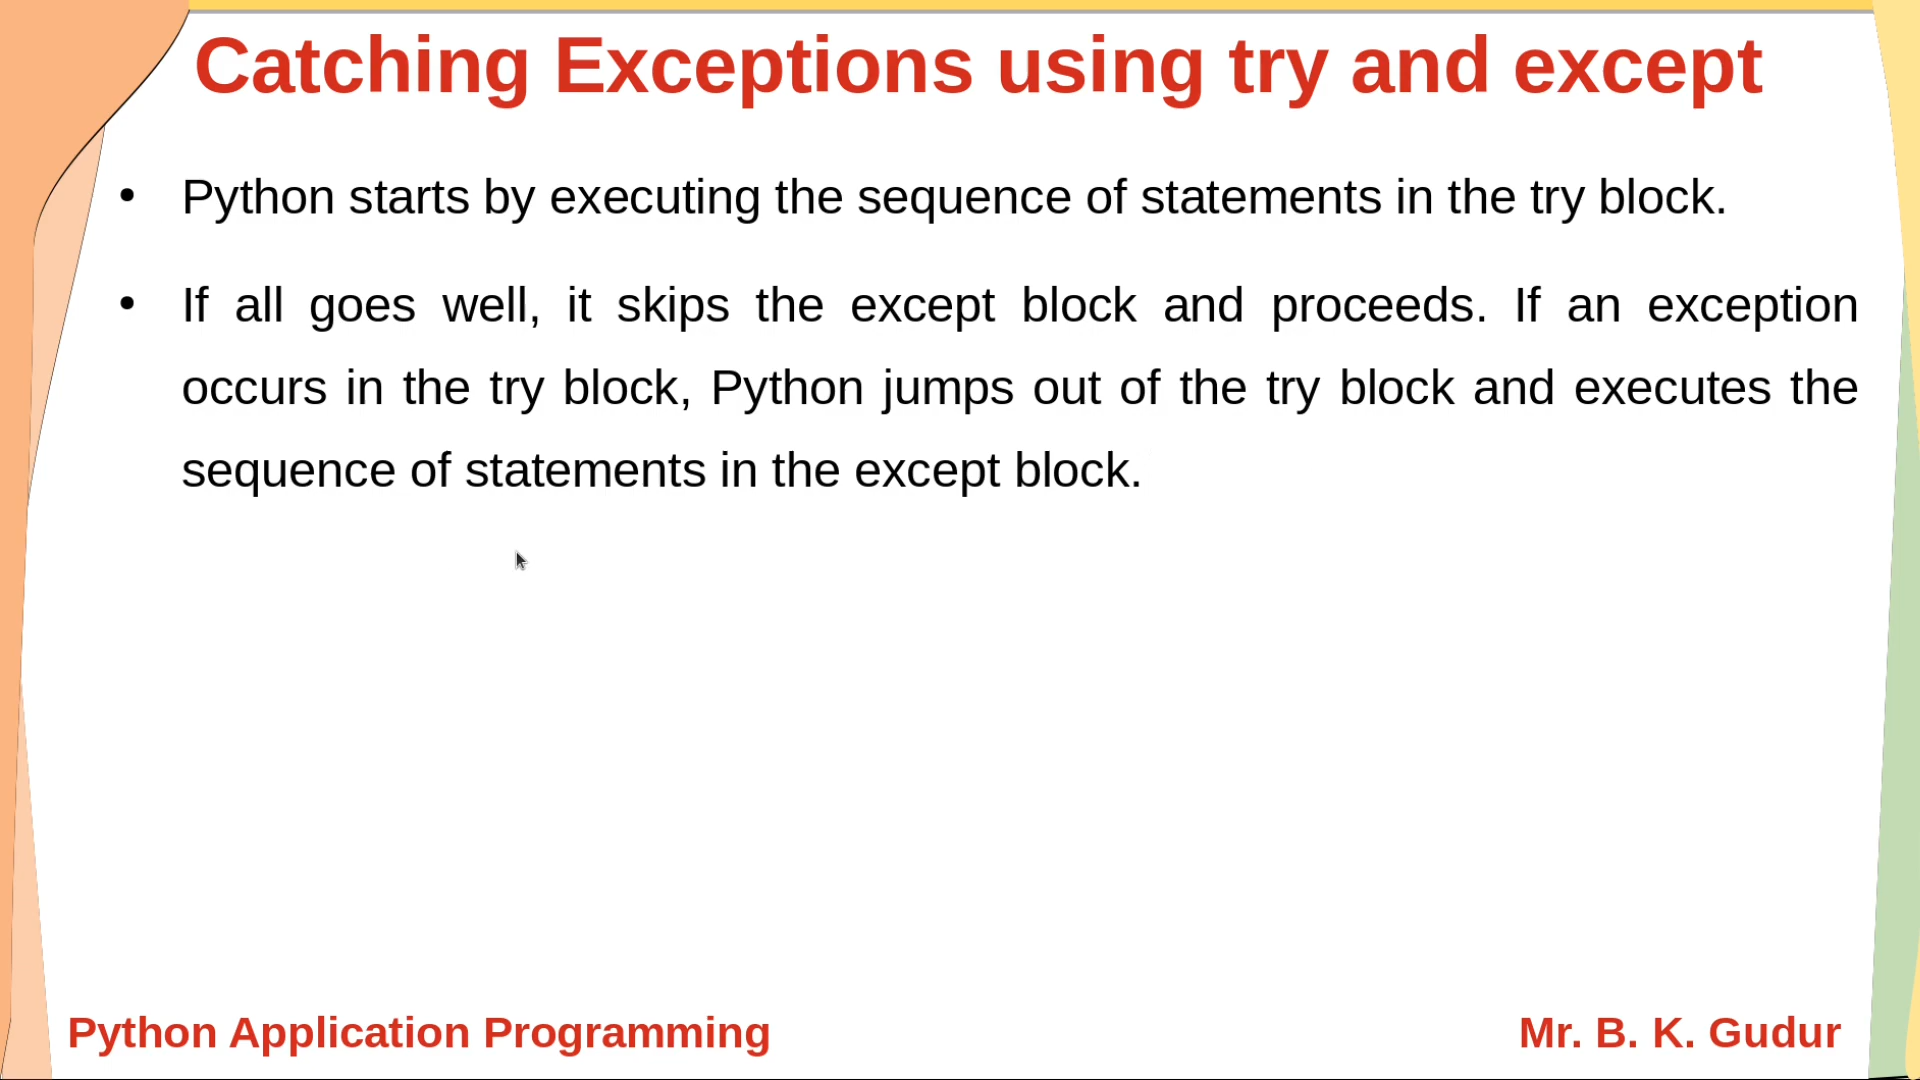 Catching Exceptions using try and except
• Python starts by executing the sequence of statements in the try block.
• If all goes well, it skips the except block and proceeds. If an exception
occurs in the try block, Python jumps out of the try block and executes the
sequence of statements in the except block.
Python Application Programming
Mr. B. K. Gudur